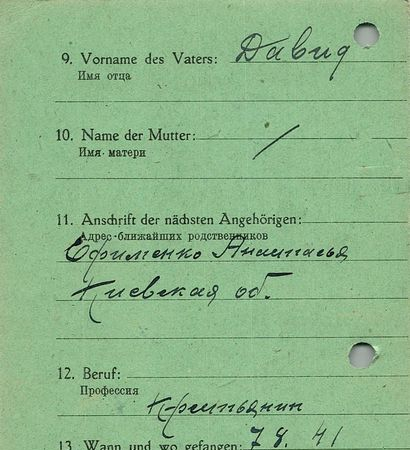 9. Vorname des Vaters: Давид
Имя отца
10. Name der Mutter: /
Имя матери
11. Anschrift der nächsten Angehörigen:
Адрес ближайших родственников
Ефименко Анастасья
Киевская об.
12. Beruf:
Профессия
Крестьянин
13. Wann und wo gefangen: 7 8. 41